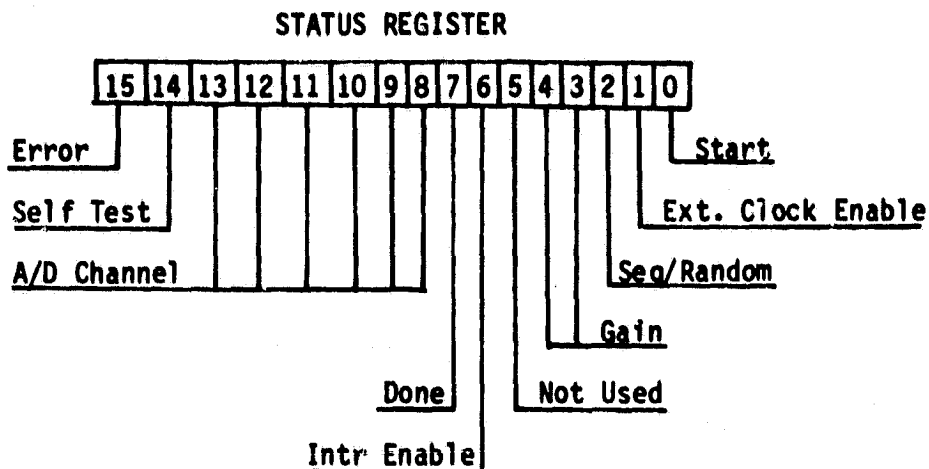 STATUS REGISTER
15 14 13 12 11 10 9 8 7 6 5 4 3 2 1 0
Error
Start
Self Test
Ext. Clock Enable
A/D Channel
Seq/Random
Gain
Done
Not Used
Intr Enable